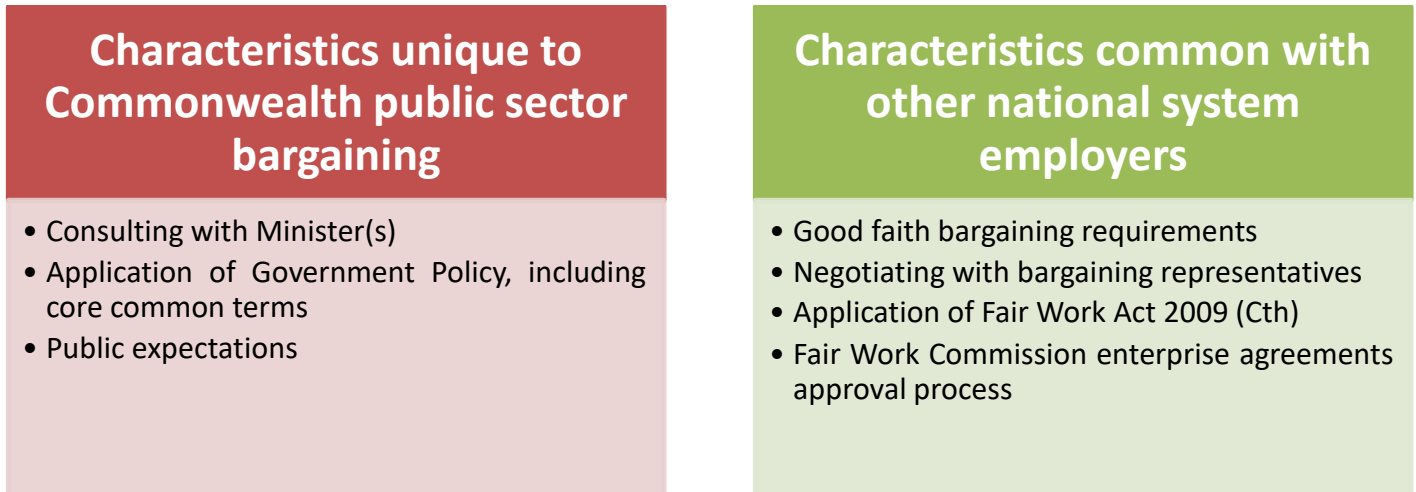 Characteristics unique to
Commonwealth public sector
bargaining
• Consulting with Minister(s)
• Application of Government Policy, including
core common terms
• Public expectations
Characteristics common with
other national system
employers
• Good faith bargaining requirements
• Negotiating with bargaining representatives
• Application of Fair Work Act 2009 (Cth)
• Fair Work Commission enterprise agreements
approval process